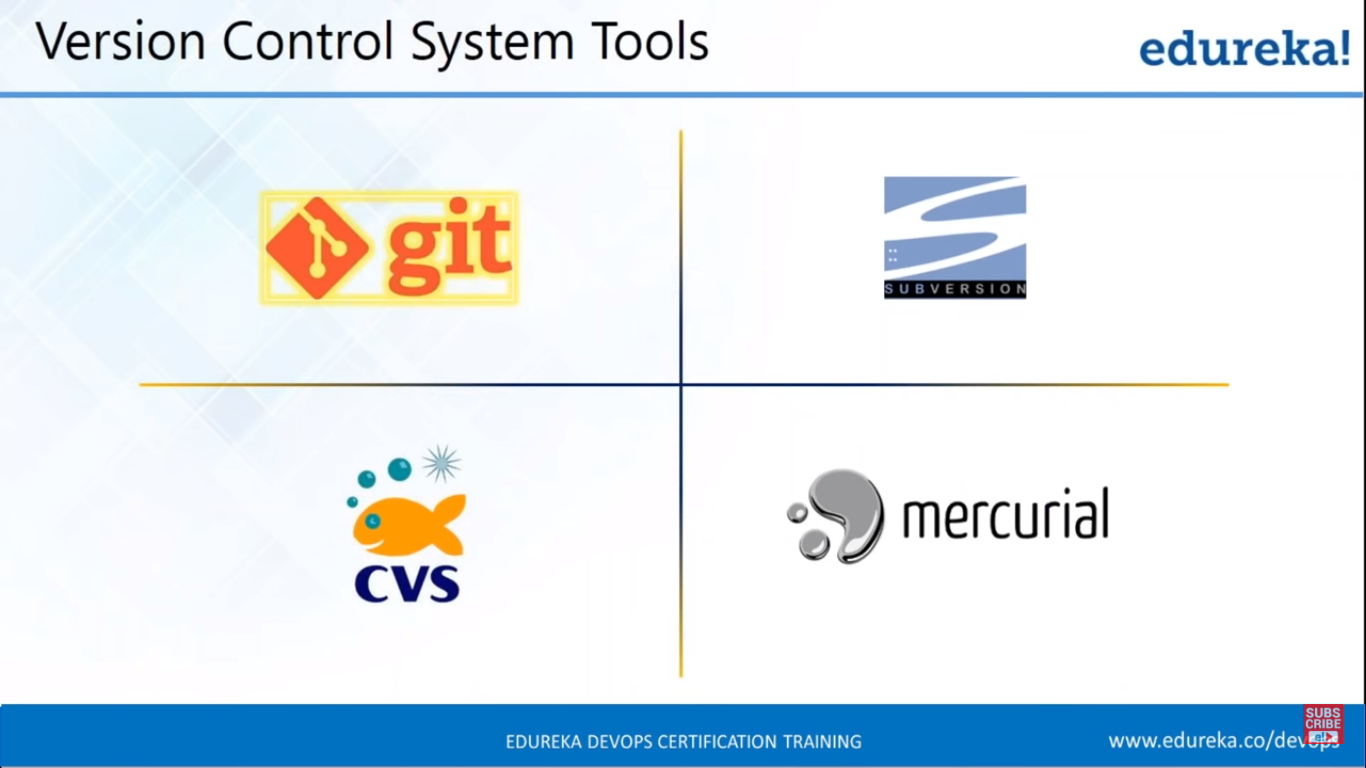 Version Control System Tools
edureka!
git
SUBVERSION
CVS
mercurial
EDUREKA DEVOPS CERTIFICATION TRAINING
www.edureka.co/devops
SUBS
CRIBE
e!